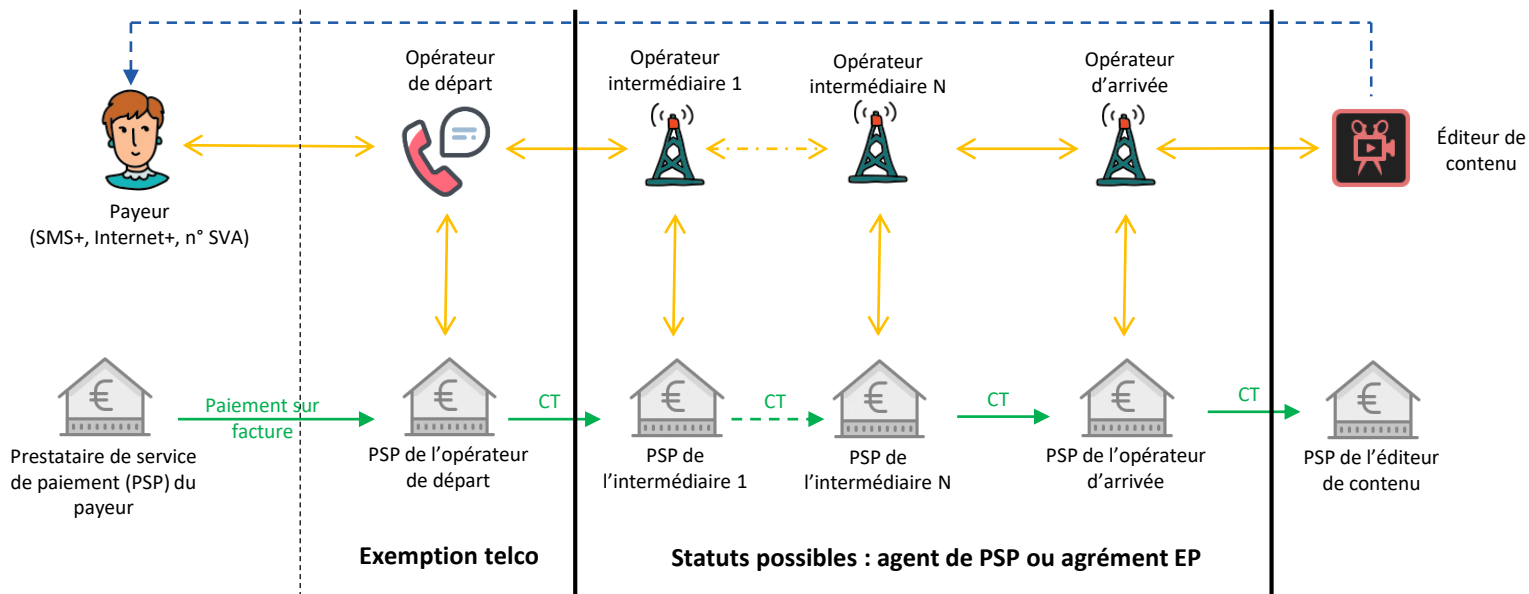 Opérateur
de départ
Opérateur
intermédiaire 1
Opérateur
intermédiaire N
Opérateur
d'arrivée
Éditeur de
contenu
Payeur
(SMS+, Internet+, n° SVA)
Paiement sur
facture
CT
CT
CT
CT
Prestataire de service
de paiement (PSP) du
payeur
PSP de l'opérateur
de départ
PSP de
l'intermédiaire 1
PSP de
l'intermédiaire N
PSP de l'opérateur
d'arrivée
PSP de l'éditeur
de contenu
Exemption telco
Statuts possibles : agent de PSP ou agrément EP